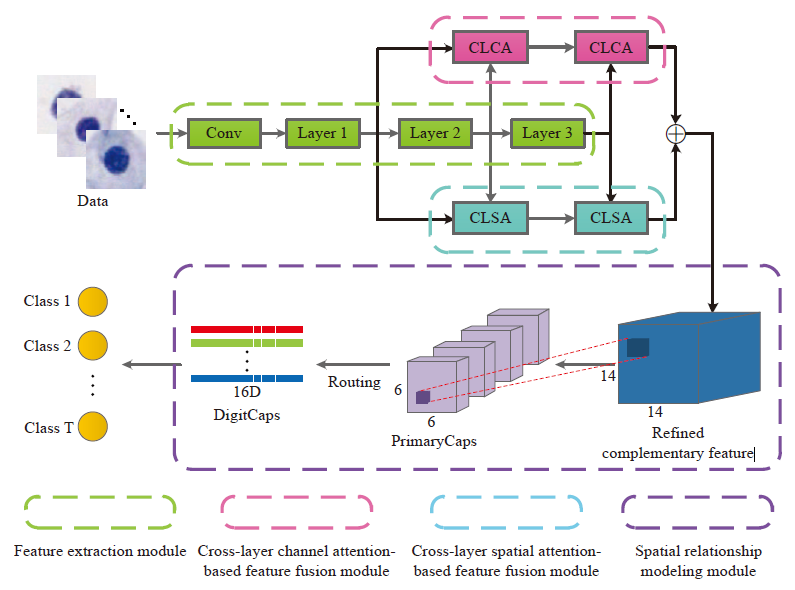 CLCA
CLCA
Conv
Layer 1
Layer 2
Layer 3
Data
CLSA
CLSA
Class 1
Class 2
Class T
16D
DigitCaps
Routing
6
6
PrimaryCaps
14
14
Refined
complementary feature
Feature extraction module
Cross-layer channel attention-
based feature fusion module
Cross-layer spatial attention-
based feature fusion module
Spatial relationship
modeling module